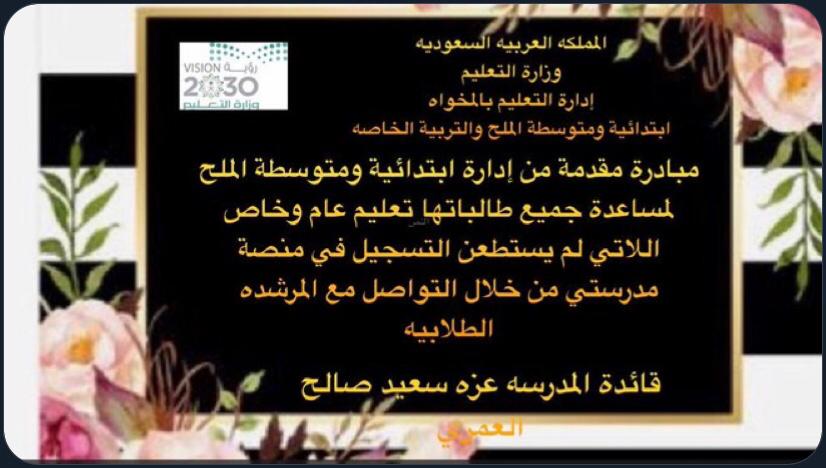 المملكه العربيه السعوديه
وزارة التعليم
إدارة التعليم بالمخواه
ابتدائية ومتوسطة الملح والتربية الخاصه
رؤيــة VISION
2030
وزارة التعـــليم
مبادرة مقدمة من إدارة ابتدائية ومتوسطة الملح
لمساعدة جميع طالباتها تعليم عام وخاص
اللاتي لم يستطعن التسجيل في منصة
مدرستي من خلال التواصل مع المرشده
الطلابيه
قائدة المدرسه عزه سعيد صالح
العمري